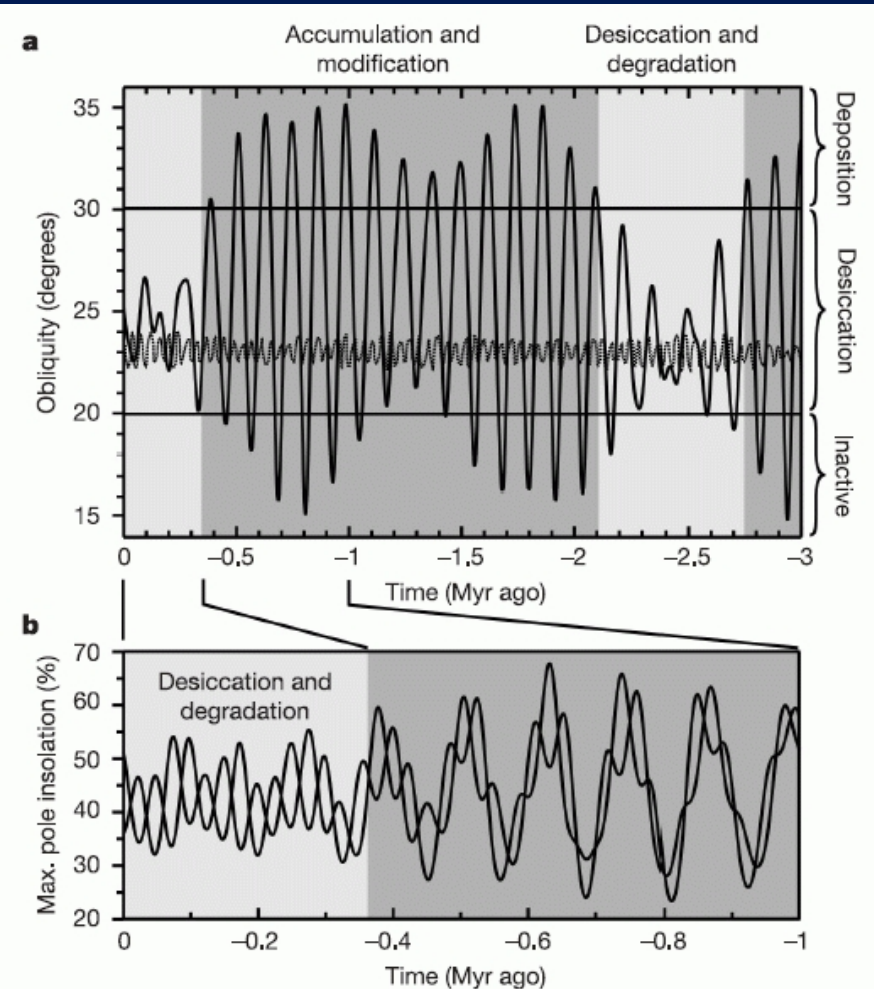 a
Accumulation and
modification
Desiccation and
degradation
Obliquity (degrees)
35
30
25
20
15
Deposition
Desiccation
Inactive
0
–0.5
–1
–1.5
–2
–2.5
–3
Time (Myr ago)
b
Max. pole insolation (%)
70
60
50
40
30
20
Desiccation and
degradation
0
–0.2
–0.4
–0.6
–0.8
–1
Time (Myr ago)